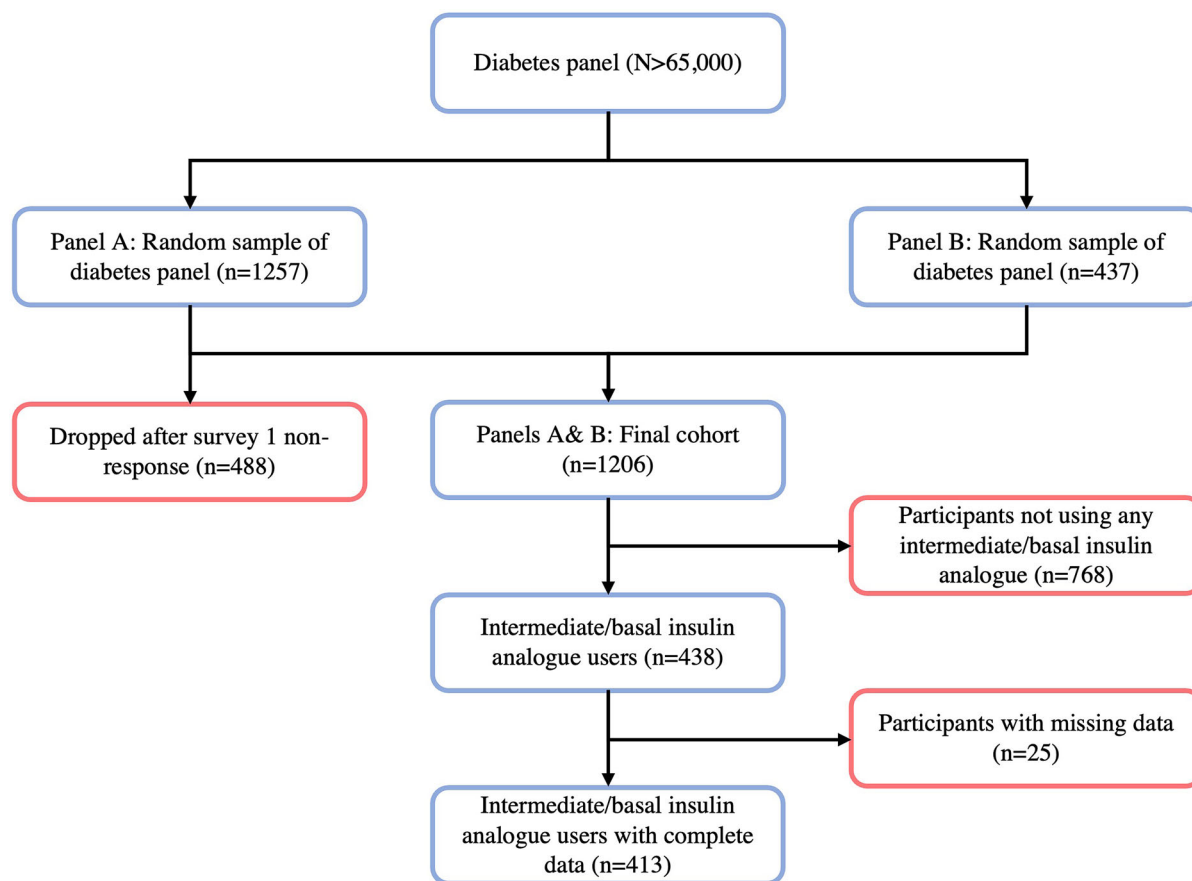 Diabetes panel (N>65,000)
Panel A: Random sample of
diabetes panel (n=1257)
Panel B: Random sample of
diabetes panel (n=437)
Dropped after survey 1 non-
response (n=488)
Panels A& B: Final cohort
(n=1206)
Participants not using any
intermediate/basal insulin
analogue (n=768)
Intermediate/basal insulin
analogue users (n=438)
Participants with missing data
(n=25)
Intermediate/basal insulin
analogue users with complete
data (n=413)